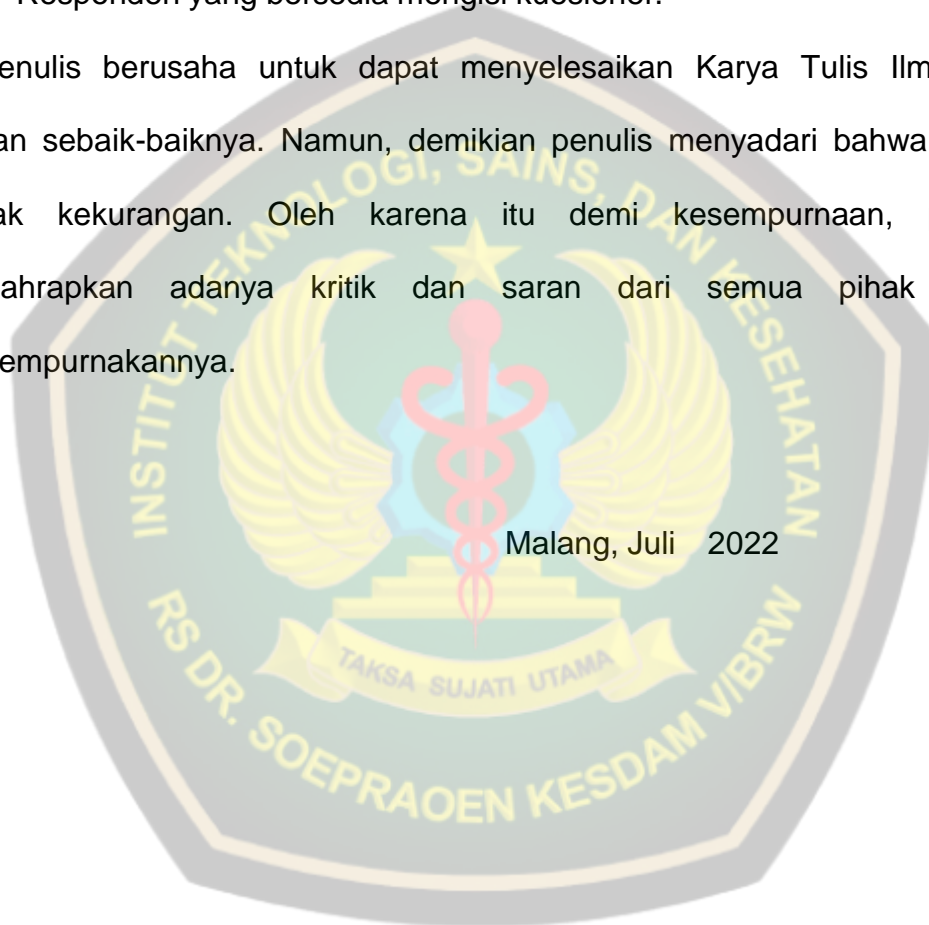 Responden yang bersedia mengisi kuesioner.
enulis berusaha untuk dapat menyelesaikan Karya Tulis Ilm
an sebaik-baiknya. Namun, demikian penulis menyadari bahwa
ak kekurangan. Oleh karena itu demi kesempurnaan,
ahrapkan adanya kritik dan saran dari semua pihak
empurnakannya.
Malang, Juli 2022
INSTITUT TEKNOLOGI, SAINS, DAN KESEHATAN
TAKSA SUJATI UTAMA
RS DR. SOEPRAOEN KESDAM V/BRW